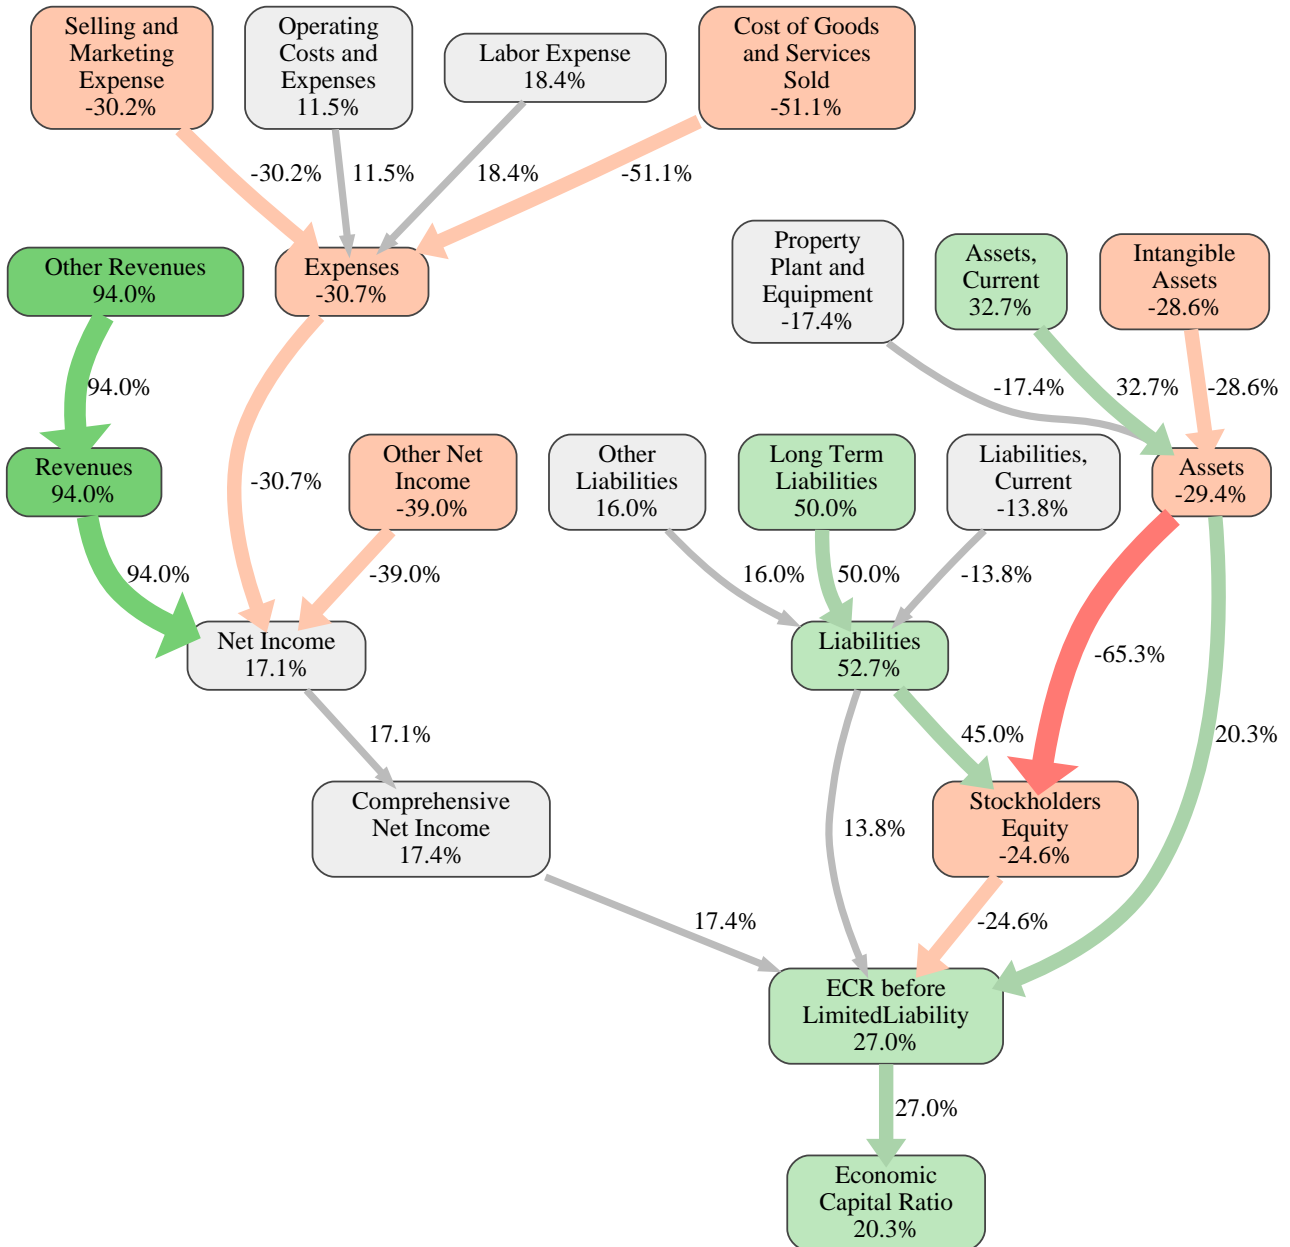 Selling and
Marketing
Expense
-30.2%
Operating
Costs and
Expenses
11.5%
Labor Expense
18.4%
Cost of Goods
and Services
Sold
-51.1%
-30.2%
11.5%
18.4%
-51.1%
Other Revenues
94.0%
Expenses
-30.7%
Property
Plant and
Equipment
-17.4%
Assets,
Current
32.7%
Intangible
Assets
-28.6%
94.0%
-17.4%
32.7%
-28.6%
Revenues
94.0%
-30.7%
Other Net
Income
-39.0%
Other
Liabilities
16.0%
Long Term
Liabilities
50.0%
Liabilities,
Current
-13.8%
Assets
-29.4%
94.0%
-39.0%
16.0%
50.0%
-13.8%
Net Income
17.1%
Liabilities
52.7%
-65.3%
17.1%
45.0%
20.3%
Comprehensive
Net Income
17.4%
13.8%
Stockholders
Equity
-24.6%
17.4%
-24.6%
ECR before
LimitedLiability
27.0%
27.0%
Economic
Capital Ratio
20.3%